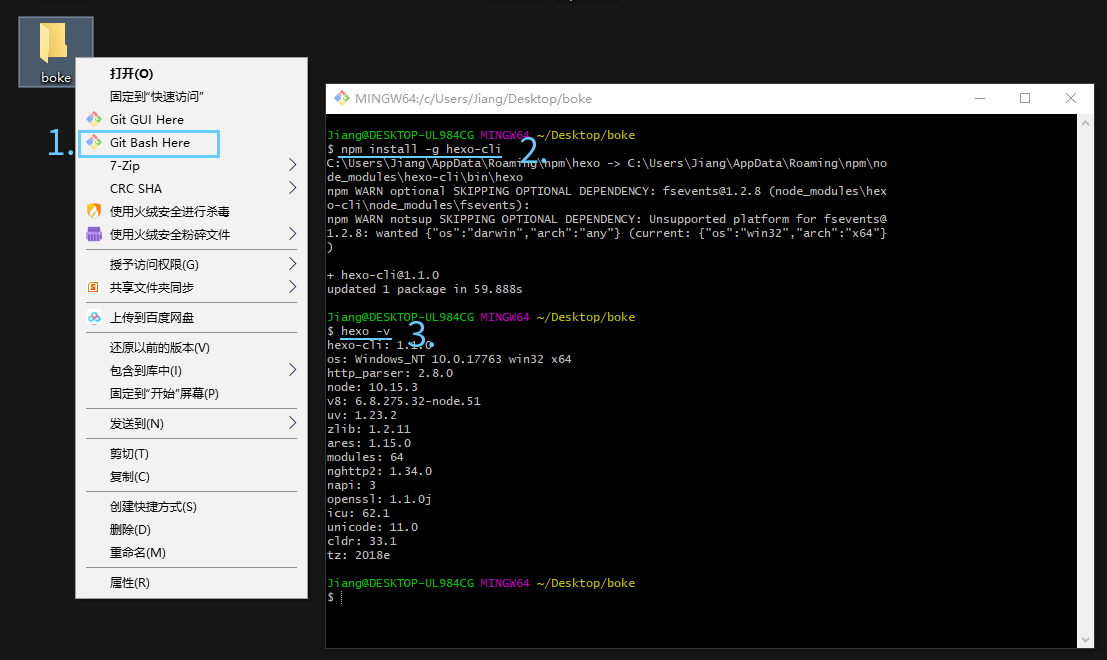 boke
打开(O)
固定到“快速访问”
Git GUI Here
1.
Git Bash Here
7-Zip
CRC SHA
使用火绒安全进行杀毒
使用火绒安全粉碎文件
授予访问权限(G)
共享文件夹同步
上传到百度网盘
还原以前的版本(V)
包含到库中(I)
固定到“开始”屏幕(P)
发送到(N)
剪切(T)
复制(C)
创建快捷方式(S)
删除(D)
重命名(M)
属性(R)
MINGW64:/c/Users/Jiang/Desktop/boke
Jiang@DESKTOP-UL984CG MINGW64 ~/Desktop/boke
$ npm install -g hexo-cli
2.
C:\Users\Jiang\AppData\Roaming\npm\hexo -> C:\Users\Jiang\AppData\Roaming\npm\no
de_modules\hexo-cli\bin\hexo
npm WARN optional SKIPPING OPTIONAL DEPENDENCY: fsevents@1.2.8 (node_modules\hex
o-cli\node_modules\fsevents):
npm WARN notsup SKIPPING OPTIONAL DEPENDENCY: Unsupported platform for fsevents@
1.2.8: wanted {"os":"darwin","arch":"any"} (current: {"os":"win32","arch":"x64"}
)
+ hexo-cli@1.1.0
updated 1 package in 59.888s
Jiang@DESKTOP-UL984CG MINGW64 ~/Desktop/boke
$ hexo -v
3.
hexo-cli: 1.1.0
os: Windows_NT 10.0.17763 win32 x64
http_parser: 2.8.0
node: 10.15.3
v8: 6.8.275.32-node.51
uv: 1.23.2
zlib: 1.2.11
ares: 1.15.0
modules: 64
nghttp2: 1.34.0
napi: 3
openssl: 1.1.0j
icu: 62.1
unicode: 11.0
cldr: 33.1
tz: 2018e
Jiang@DESKTOP-UL984CG MINGW64 ~/Desktop/boke
$